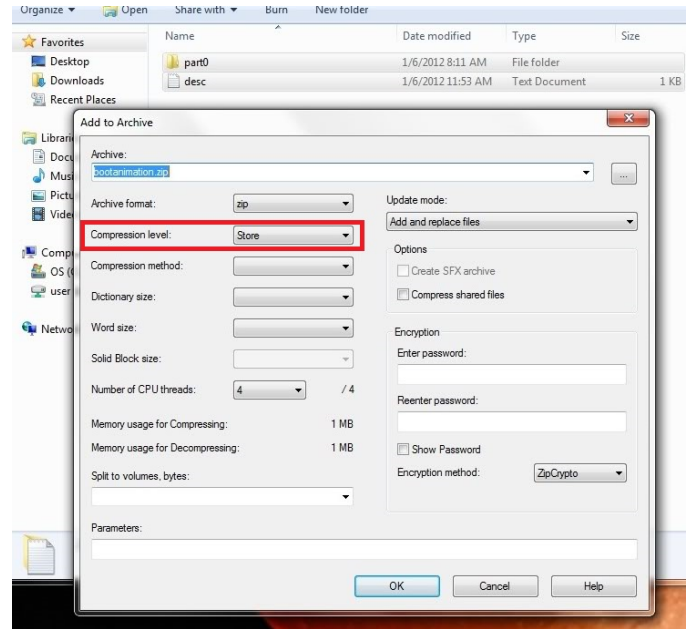 Organize Open Share with Burn New folder
Favorites
Desktop
Downloads
Recent Places
Name Date modified Type Size
part0 1/6/2012 8:11 AM File folder
desc 1/6/2012 11:53 AM Text Document 1 KB
Add to Archive
Archive:
bootanimation.zip
...
Archive format: zip
Compression level: Store
Compression method:
Dictionary size:
Word size:
Solid Block size:
Number of CPU threads: 4 / 4
Memory usage for Compressing: 1 MB
Memory usage for Decompressing: 1 MB
Split to volumes, bytes:
Update mode:
Add and replace files
Options
Create SFX archive
Compress shared files
Encryption
Enter password:
Reenter password:
Show Password
Encryption method: ZipCrypto
Parameters:
OK Cancel Help
OS (
user